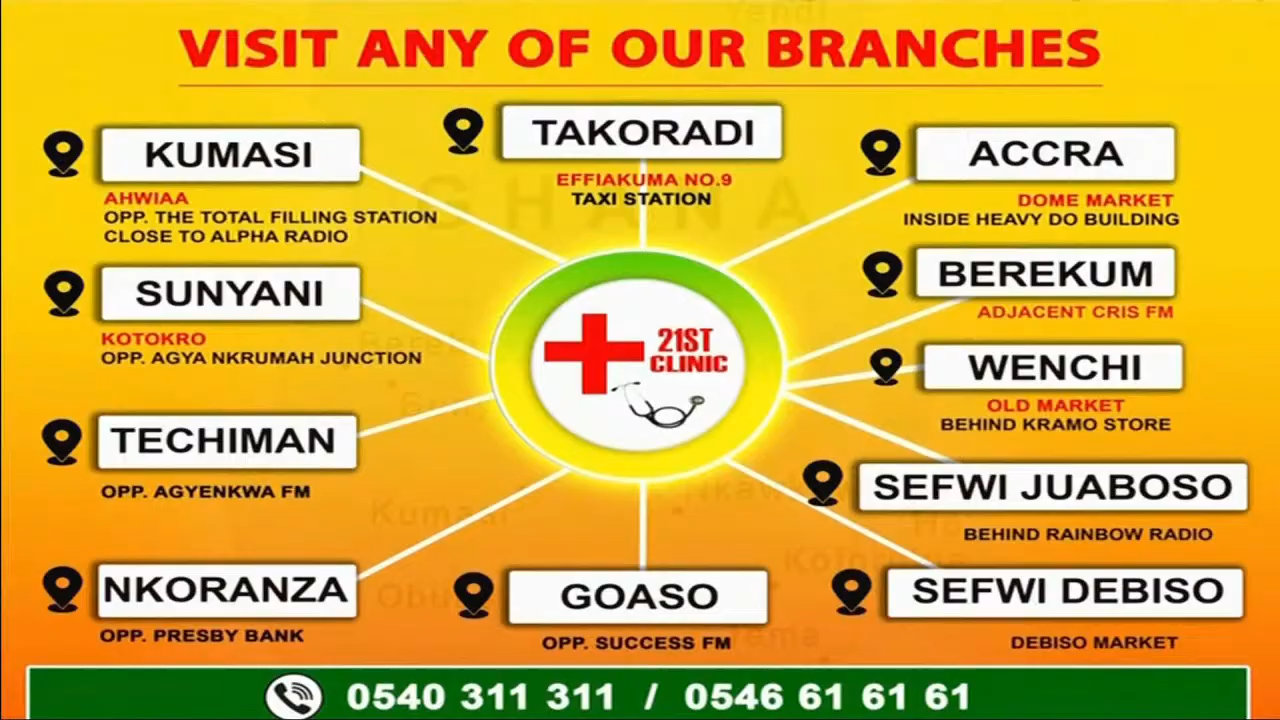 VISIT ANY OF OUR BRANCHES
KUMASI
AHWIAA
OPP. THE TOTAL FILLING STATION
CLOSE TO ALPHA RADIO
TAKORADI
EFFIAKUMA NO.9
TAXI STATION
ACCRA
DOME MARKET
INSIDE HEAVY DO BUILDING
SUNYANI
KOTOKRO
OPP. AGYA NKRUMAH JUNCTION
BEREKUM
ADJACENT CRIS FM
21ST
CLINIC
WENCHI
OLD MARKET
BEHIND KRAMO STORE
TECHIMAN
OPP. AGYENKWA FM
SEFWI JUABOSO
BEHIND RAINBOW RADIO
NKORANZA
OPP. PRESBY BANK
GOASO
OPP. SUCCESS FM
SEFWI DEBISO
DEBISO MARKET
0540 311 311 / 0546 61 61 61
GHANA
Yendi
Kumasi